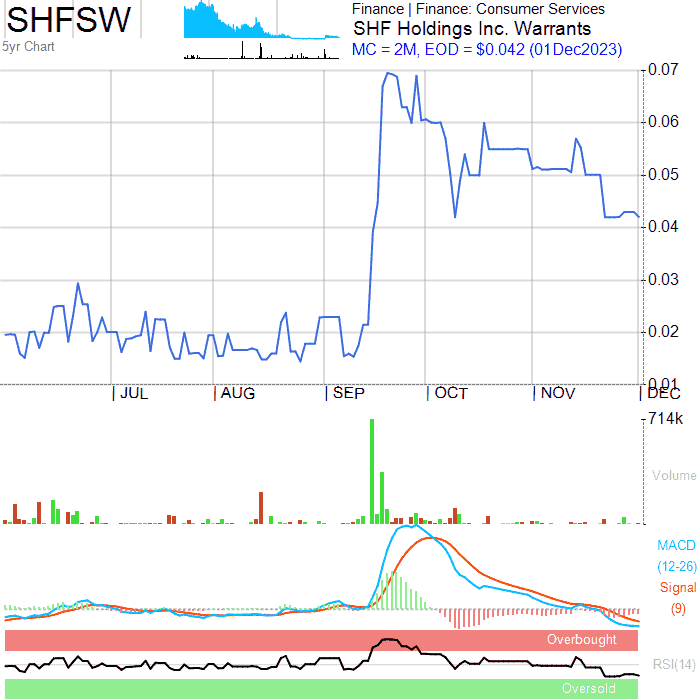 SHFSW
5yr Chart
Finance | Finance: Consumer Services
SHF Holdings Inc. Warrants
MC = 2M, EOD = $0.042 (01Dec2023)
0.07
0.06
0.05
0.04
0.03
0.02
0.01
JUL AUG SEP OCT NOV DEC
714k
Volume
MACD
(12-26)
Signal
(9)
Overbought
RSI(14)
Oversold